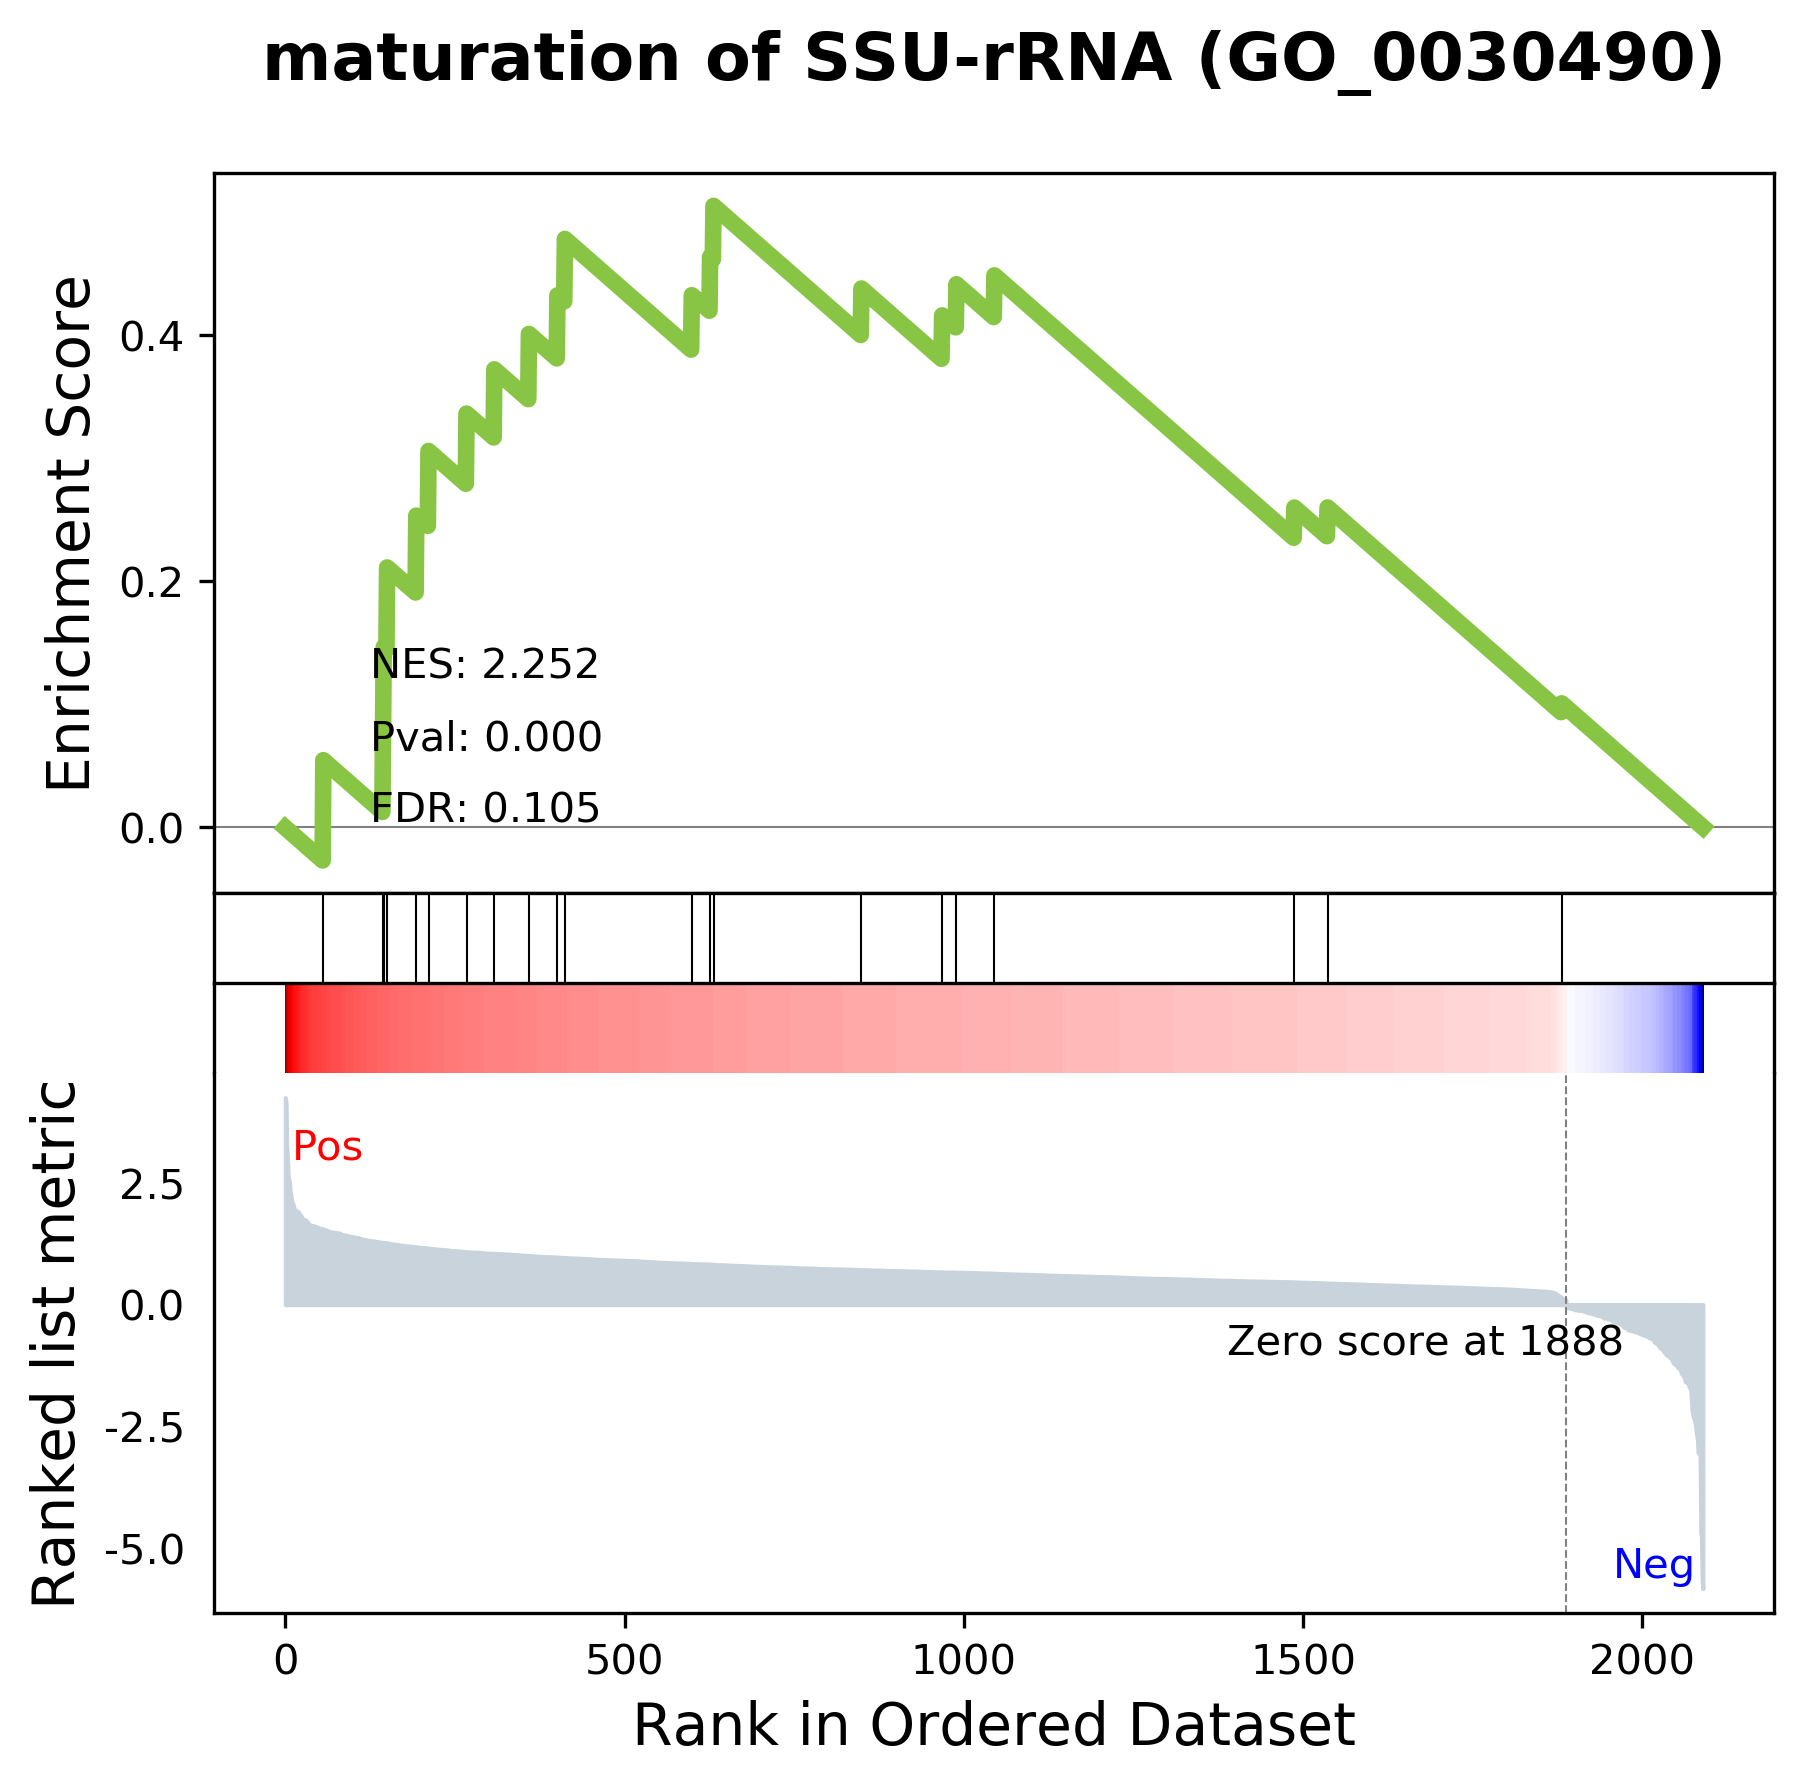 maturation of SSU-rRNA (GO_0030490)
Enrichment Score
0.4
0.2
0.0
NES: 2.252
Pval: 0.000
FDR: 0.105
Ranked list metric
2.5
0.0
-2.5
-5.0
Pos
Zero score at 1888
Neg
0 500 1000 1500 2000
Rank in Ordered Dataset